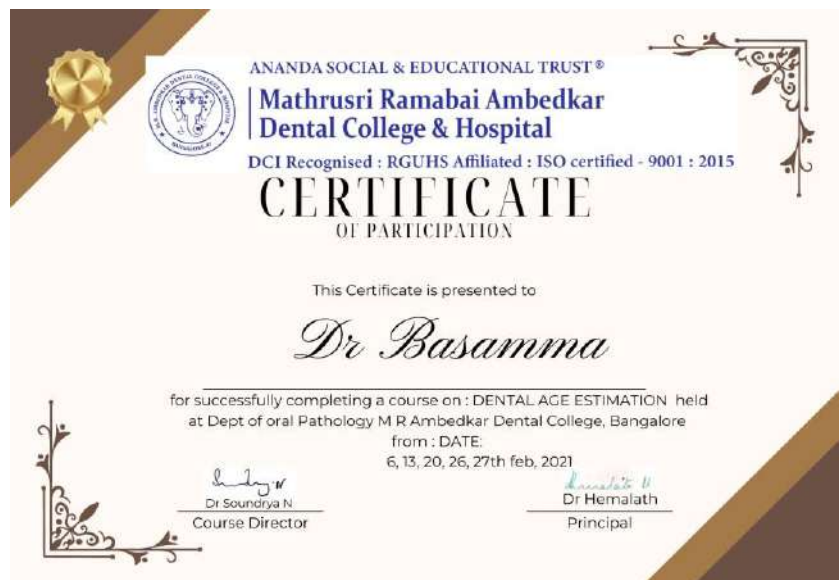 ANANDA SOCIAL & EDUCATIONAL TRUST®
Mathrusri Ramabai Ambedkar
Dental College & Hospital
DCI Recognised : RGUHS Affiliated : ISO certified - 9001 : 2015
CERTIFICATE
OF PARTICIPATION
This Certificate is presented to
Dr Basamma
for successfully completing a course on : DENTAL AGE ESTIMATION held
at Dept of oral Pathology M R Ambedkar Dental College, Bangalore
from : DATE:
6, 13, 20, 26, 27th feb, 2021
Dr Soundrya N
Course Director
Dr Hemalath
Principal